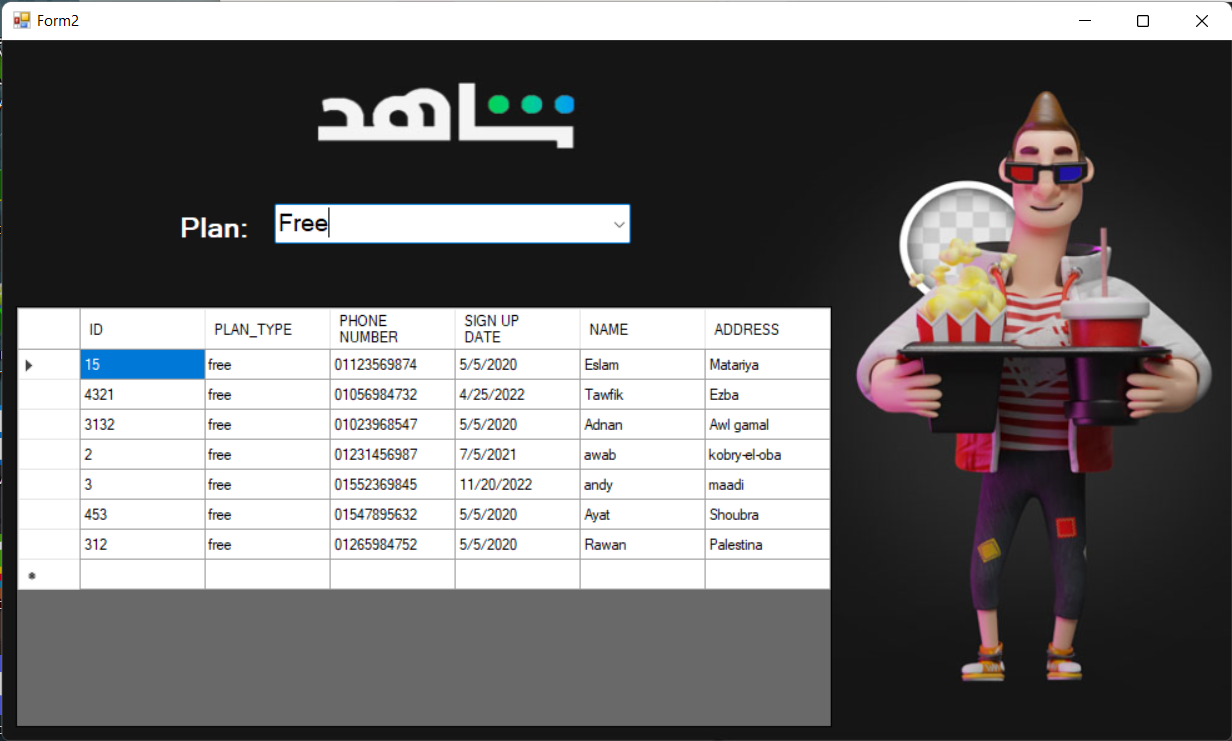 Form2
شاهد
Plan: Free
ID PLAN_TYPE PHONE NUMBER SIGN UP DATE NAME ADDRESS
15 free 01123569874 5/5/2020 Eslam Matariya
4321 free 01056984732 4/25/2022 Tawfik Ezba
3132 free 01023968547 5/5/2020 Adnan Awl gamal
2 free 01231456987 7/5/2021 awab kobry-el-oba
3 free 01552369845 11/20/2022 andy maadi
453 free 01547895632 5/5/2020 Ayat Shoubra
312 free 01265984752 5/5/2020 Rawan Palestina